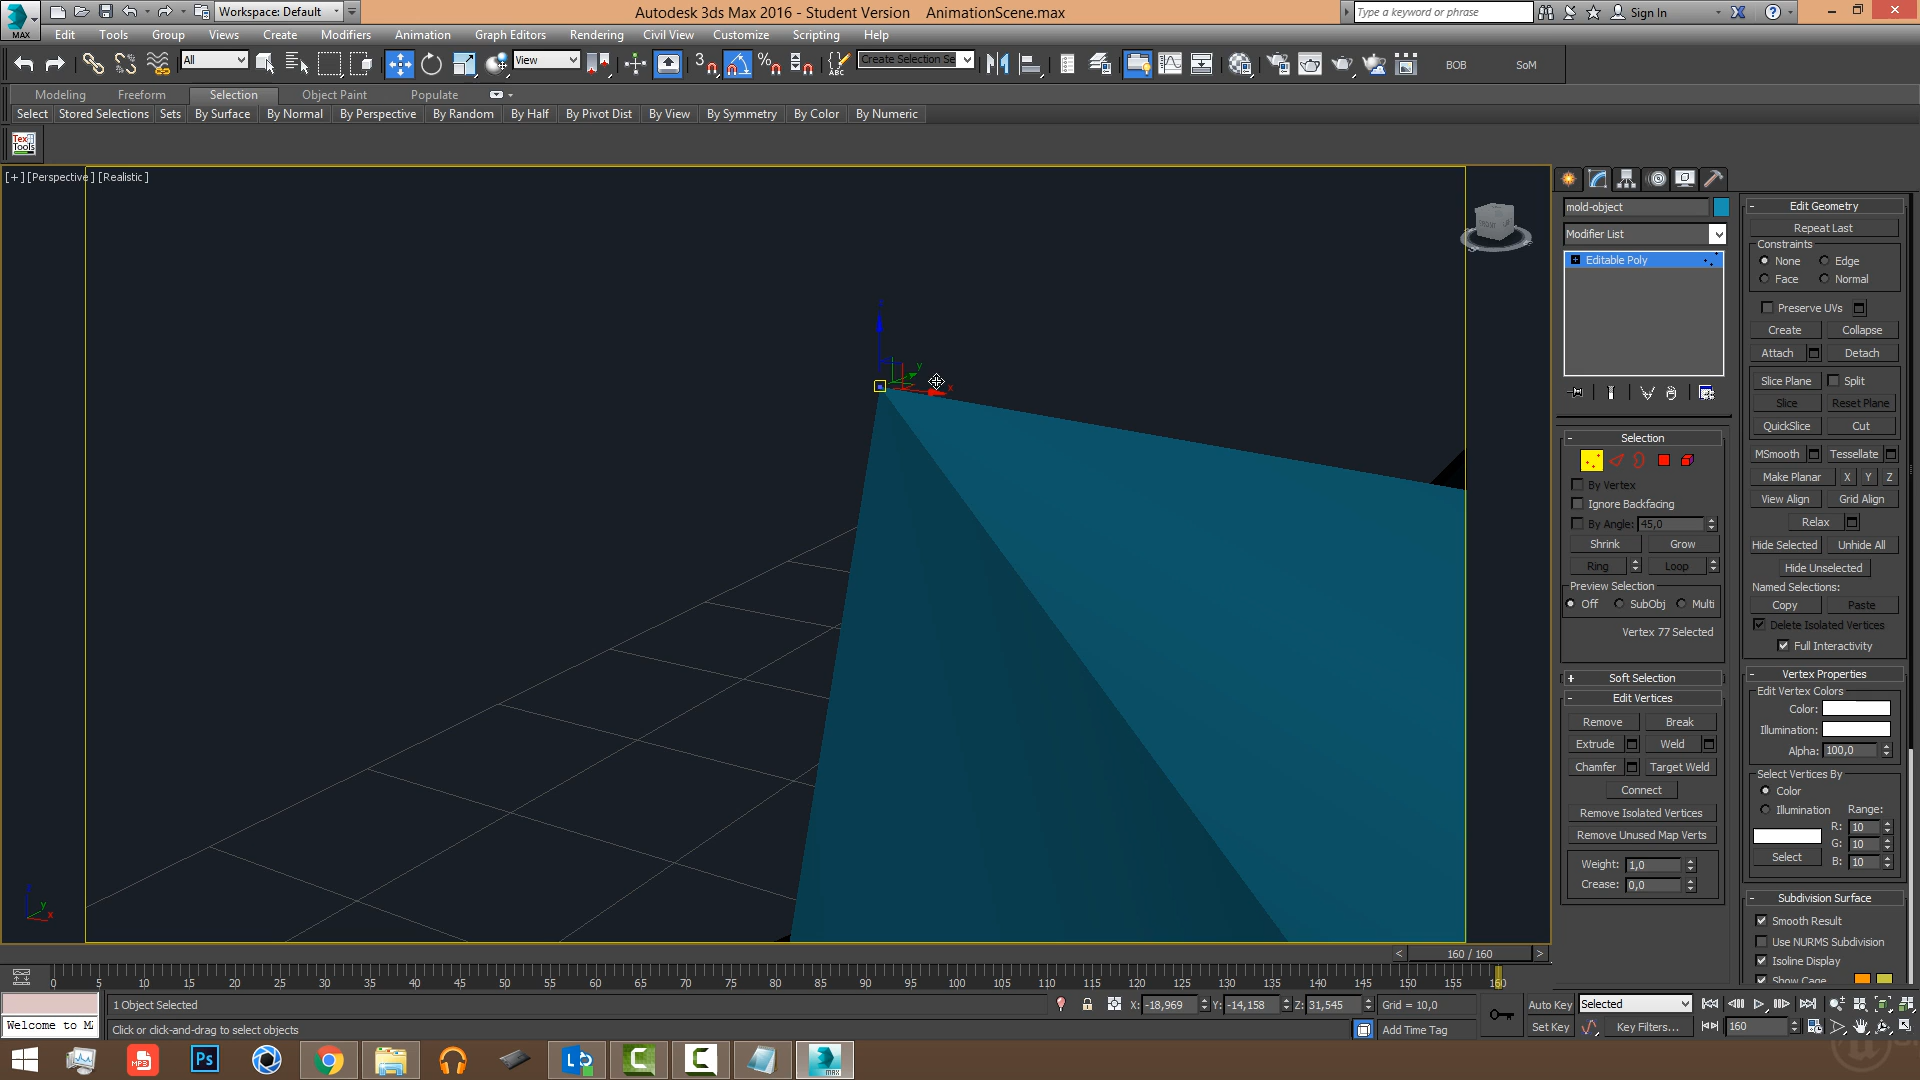 Workspace: Default
Autodesk 3ds Max 2016 - Student Version AnimationScene.max
Type a keyword or phrase
Sign In
MAX
Edit Tools Group Views Create Modifiers Animation Graph Editors Rendering Civil View Customize Scripting Help
All
View
3
ABC
Create Selection Se
BOB
SoM
Modeling Freeform Selection Object Paint Populate
Select Stored Selections Sets By Surface By Normal By Perspective By Random By Half By Pivot Dist By View By Symmetry By Color By Numeric
Tex
Tools
[+] [Perspective] [Realistic]
FRONT
y
x
y
x
mold-object
Modifier List
Editable Poly
Selection
By Vertex
Ignore Backfacing
By Angle: 45,0
Shrink Grow
Ring Loop
Preview Selection
Off SubObj Multi
Vertex 77 Selected
Soft Selection
Edit Vertices
Remove Break
Extrude Weld
Chamfer Target Weld
Connect
Remove Isolated Vertices
Remove Unused Map Verts
Weight: 1,0
Crease: 0,0
Edit Geometry
Repeat Last
Constraints
None Edge
Face Normal
Preserve UVs
Create Collapse
Attach Detach
Slice Plane Split
Slice Reset Plane
QuickSlice Cut
MSmooth Tessellate
Make Planar X Y Z
View Align Grid Align
Relax
Hide Selected Unhide All
Hide Unselected
Named Selections:
Copy Paste
Delete Isolated Vertices
Full Interactivity
Vertex Properties
Edit Vertex Colors
Color:
Illumination:
Alpha: 100,0
Select Vertices By
Color
Illumination Range:
R: 10
G: 10
Select B: 10
Subdivision Surface
Smooth Result
Use NURMS Subdivision
Isoline Display
Show Cage
< 160 / 160 >
0 5 10 15 20 25 30 35 40 45 50 55 60 65 70 75 80 85 90 95 100 105 110 115 120 125 130 135 140 145 150 155 160
1 Object Selected
X: -18,969 Y: -14,158 Z: 31,545 Grid = 10,0
Auto Key Selected
Welcome to M
Click or click-and-drag to select objects
Add Time Tag
Set Key Key Filters... 160
MP3
Ps
MAX